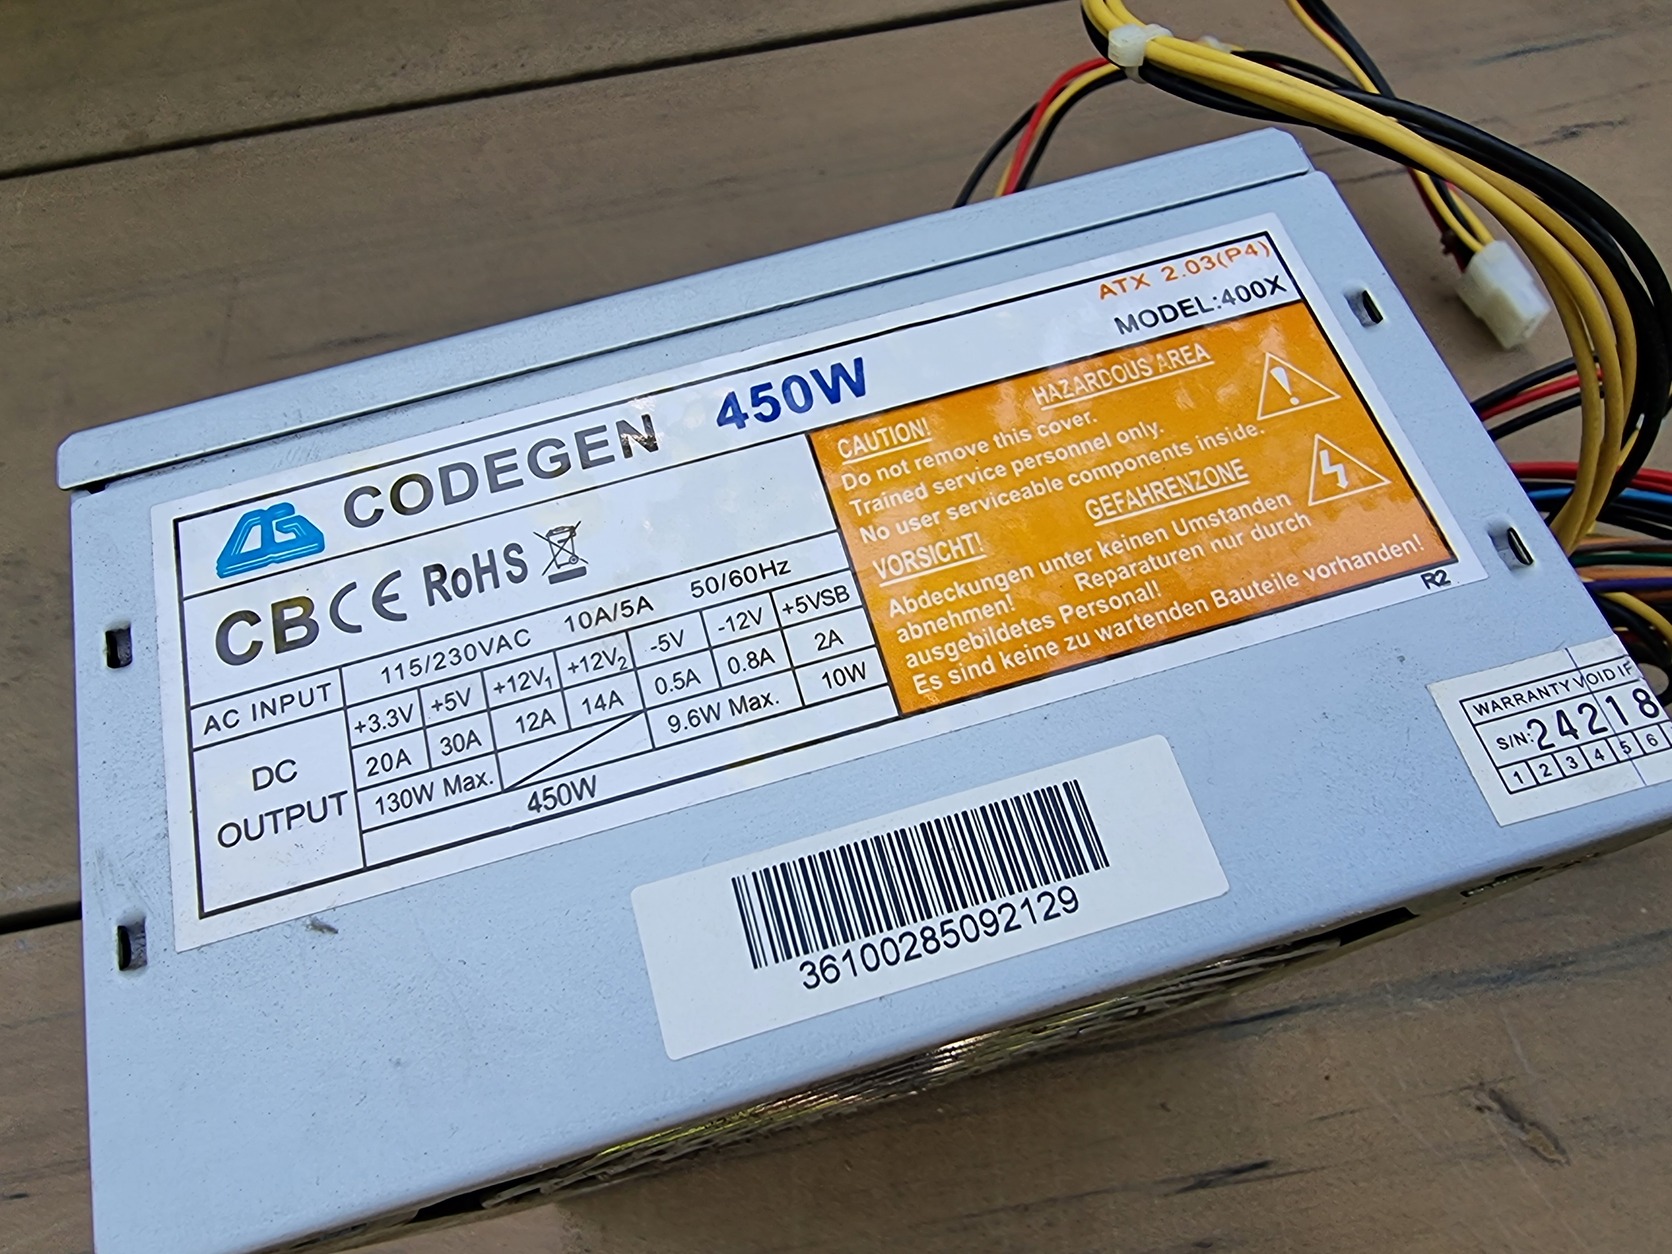 ATX 2.03(P4)
CODEGEN 450W MODEL:400X
CB CE RoHS
AC INPUT 115/230VAC 10A/5A 50/60Hz
DC OUTPUT +3.3V +5V +12V1 +12V2 -5V -12V +5VSB
20A 30A 12A 14A 0.5A 0.8A 2A
130W Max. 9.6W Max. 10W
450W
HAZARDOUS AREA
CAUTION!
Do not remove this cover.
Trained service personnel only.
No user serviceable components inside.
GEFAHRENZONE
VORSICHT!
Abdeckungen unter keinen Umstanden
abnehmen! Reparaturen nur durch
ausgebildetes Personal!
Es sind keine zu wartenden Bauteile vorhanden!
R2
WARRANTY VOID IF
S/N: 24218
1 2 3 4 5 6
36100285092129